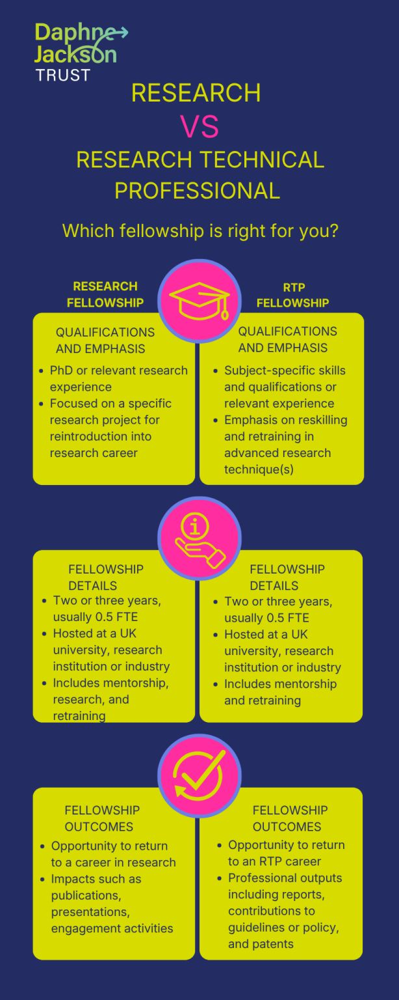 Daphne
Jackson
TRUST
RESEARCH
VS
RESEARCH TECHNICAL
PROFESSIONAL
Which fellowship is right for you?
RESEARCH
FELLOWSHIP
QUALIFICATIONS
AND EMPHASIS
• PhD or relevant research
experience
• Focused on a specific
research project for
reintroduction into
research career
RTP
FELLOWSHIP
QUALIFICATIONS
AND EMPHASIS
• Subject-specific skills
and qualifications or
relevant experience
• Emphasis on reskilling
and retraining in
advanced research
technique(s)
i
FELLOWSHIP
DETAILS
• Two or three years,
usually 0.5 FTE
• Hosted at a UK
university, research
institution or industry
• Includes mentorship,
research, and
retraining
FELLOWSHIP
DETAILS
• Two or three years,
usually 0.5 FTE
• Hosted at a UK
university, research
institution or industry
• Includes mentorship
and retraining
FELLOWSHIP
OUTCOMES
• Opportunity to return
to a career in research
• Impacts such as
publications,
presentations,
engagement activities
FELLOWSHIP
OUTCOMES
• Opportunity to return
to an RTP career
• Professional outputs
including reports,
contributions to
guidelines or policy,
and patents